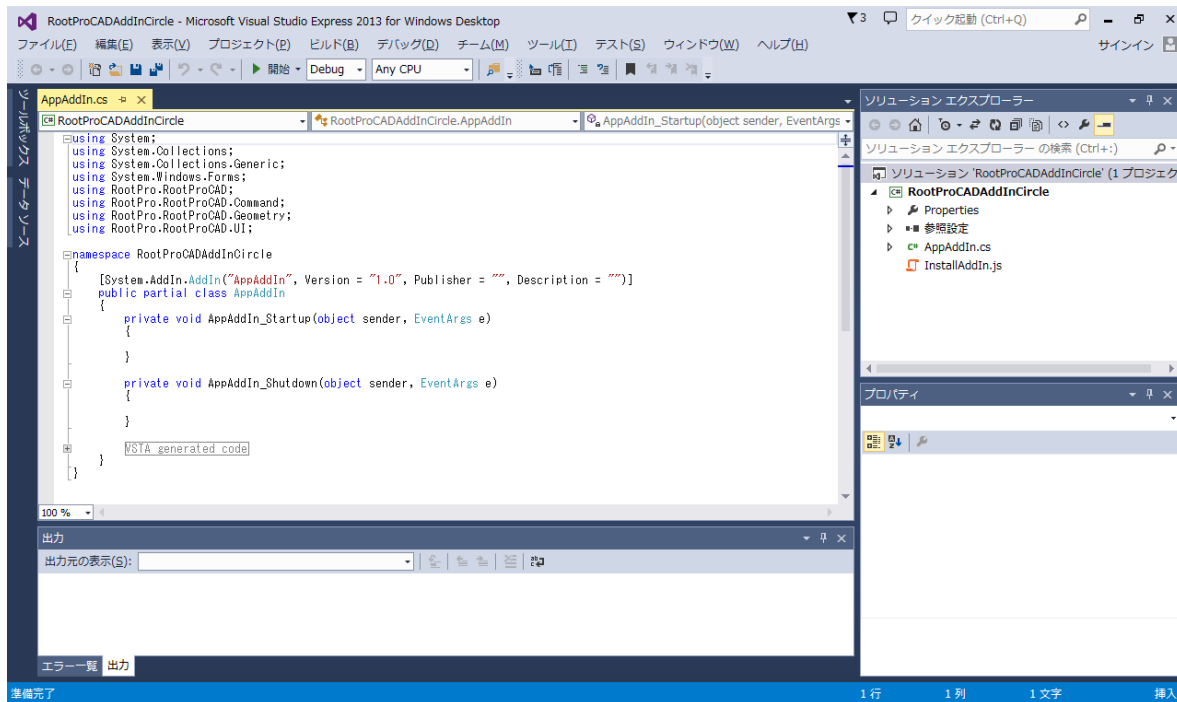 RootProCADAddInCircle - Microsoft Visual Studio Express 2013 for Windows Desktop
3
クイック起動 (Ctrl+Q)
ファイル(F) 編集(E) 表示(V) プロジェクト(P) ビルド(B) デバッグ(D) チーム(M) ツール(T) テスト(S) ウィンドウ(W) ヘルプ(H)
サインイン
開始 Debug Any CPU
ツールボックス
データ ソース
AppAddIn.cs
RootProCADAddInCircle RootProCADAddInCircle.AppAddIn AppAddIn_Startup(object sender, EventArgs
using System;
using System.Collections;
using System.Collections.Generic;
using System.Windows.Forms;
using RootPro.RootProCAD;
using RootPro.RootProCAD.Command;
using RootPro.RootProCAD.Geometry;
using RootPro.RootProCAD.UI;
namespace RootProCADAddInCircle
{
[System.AddIn.AddIn("AppAddIn", Version = "1.0", Publisher = "", Description = "")]
public partial class AppAddIn
{
private void AppAddIn_Startup(object sender, EventArgs e)
{
}
private void AppAddIn_Shutdown(object sender, EventArgs e)
{
}
VSTA generated code
}
}
100 %
出力
出力元の表示(S):
エラー一覧 出力
ソリューション エクスプローラー
ソリューション エクスプローラー の検索 (Ctrl+:)
ソリューション 'RootProCADAddInCircle' (1 プロジェク
RootProCADAddInCircle
Properties
参照設定
C# AppAddIn.cs
InstallAddIn.js
プロパティ
準備完了 1 行 1 列 1 文字 挿入